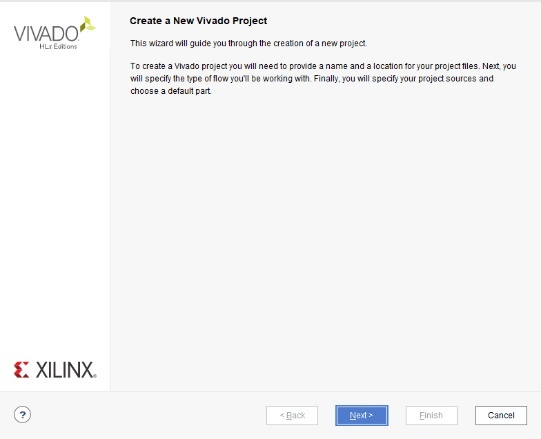 VIVADO
HLx Editions
Create a New Vivado Project
This wizard will guide you through the creation of a new project.
To create a Vivado project you will need to provide a name and a location for your project files. Next, you
will specify the type of flow you'll be working with. Finally, you will specify your project sources and
choose a default part.
XILINX.
?
< Back
Next >
Finish
Cancel